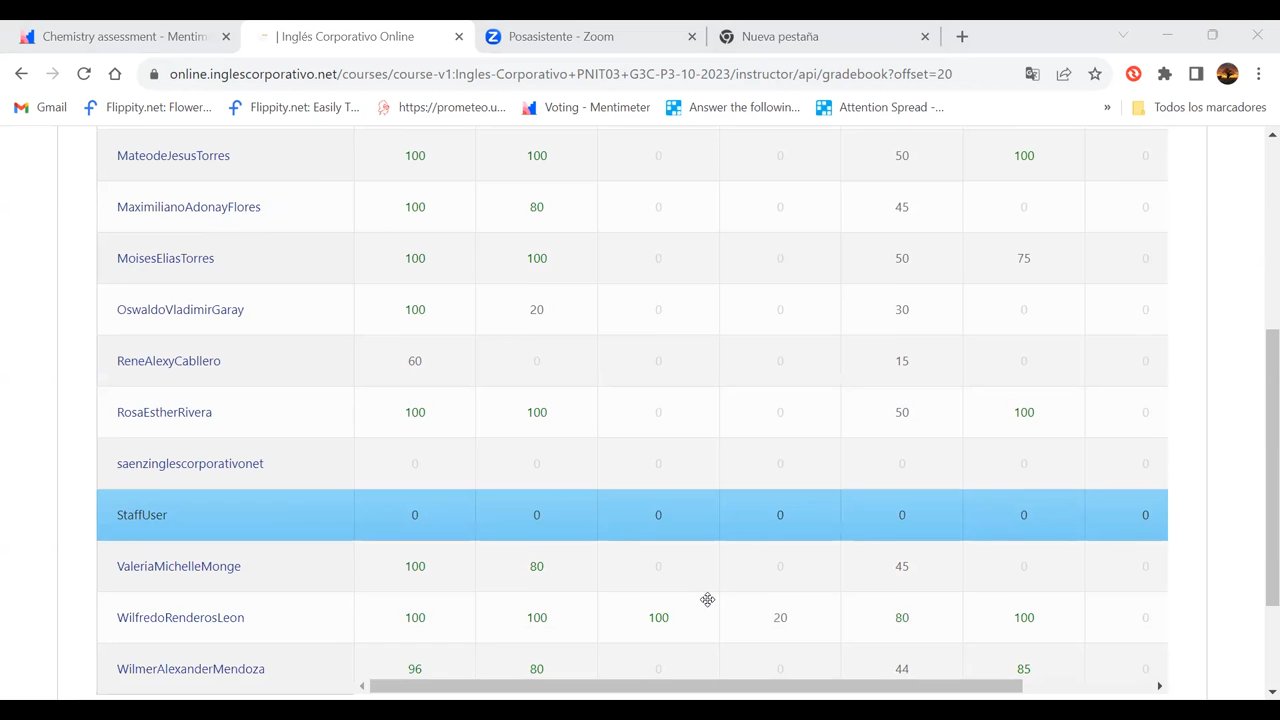 Chemistry assessment - Mentim
| Inglés Corporativo Online
Posasistente - Zoom
Nueva pestaña
online.inglescorporativo.net/courses/course-v1:Ingles-Corporativo+PNIT03+G3C-P3-10-2023/instructor/api/gradebook?offset=20
Gmail
Flippity.net: Flower...
Flippity.net: Easily T...
https://prometeo.u...
Voting - Mentimeter
Answer the followin...
Attention Spread -...
»
Todos los marcadores
MateodeJesusTorres 100 100 0 0 50 100 0
MaximilianoAdonayFlores 100 80 0 0 45 0 0
MoisesEliasTorres 100 100 0 0 50 75 0
OswaldoVladimirGaray 100 20 0 0 30 0 0
ReneAlexyCabllero 60 0 0 0 15 0 0
RosaEstherRivera 100 100 0 0 50 100 0
saenzinglescorporativonet 0 0 0 0 0 0 0
StaffUser 0 0 0 0 0 0 0
ValeriaMichelleMonge 100 80 0 0 45 0 0
WilfredoRenderosLeon 100 100 100 20 80 100 0
WilmerAlexanderMendoza 96 80 0 0 44 85 0